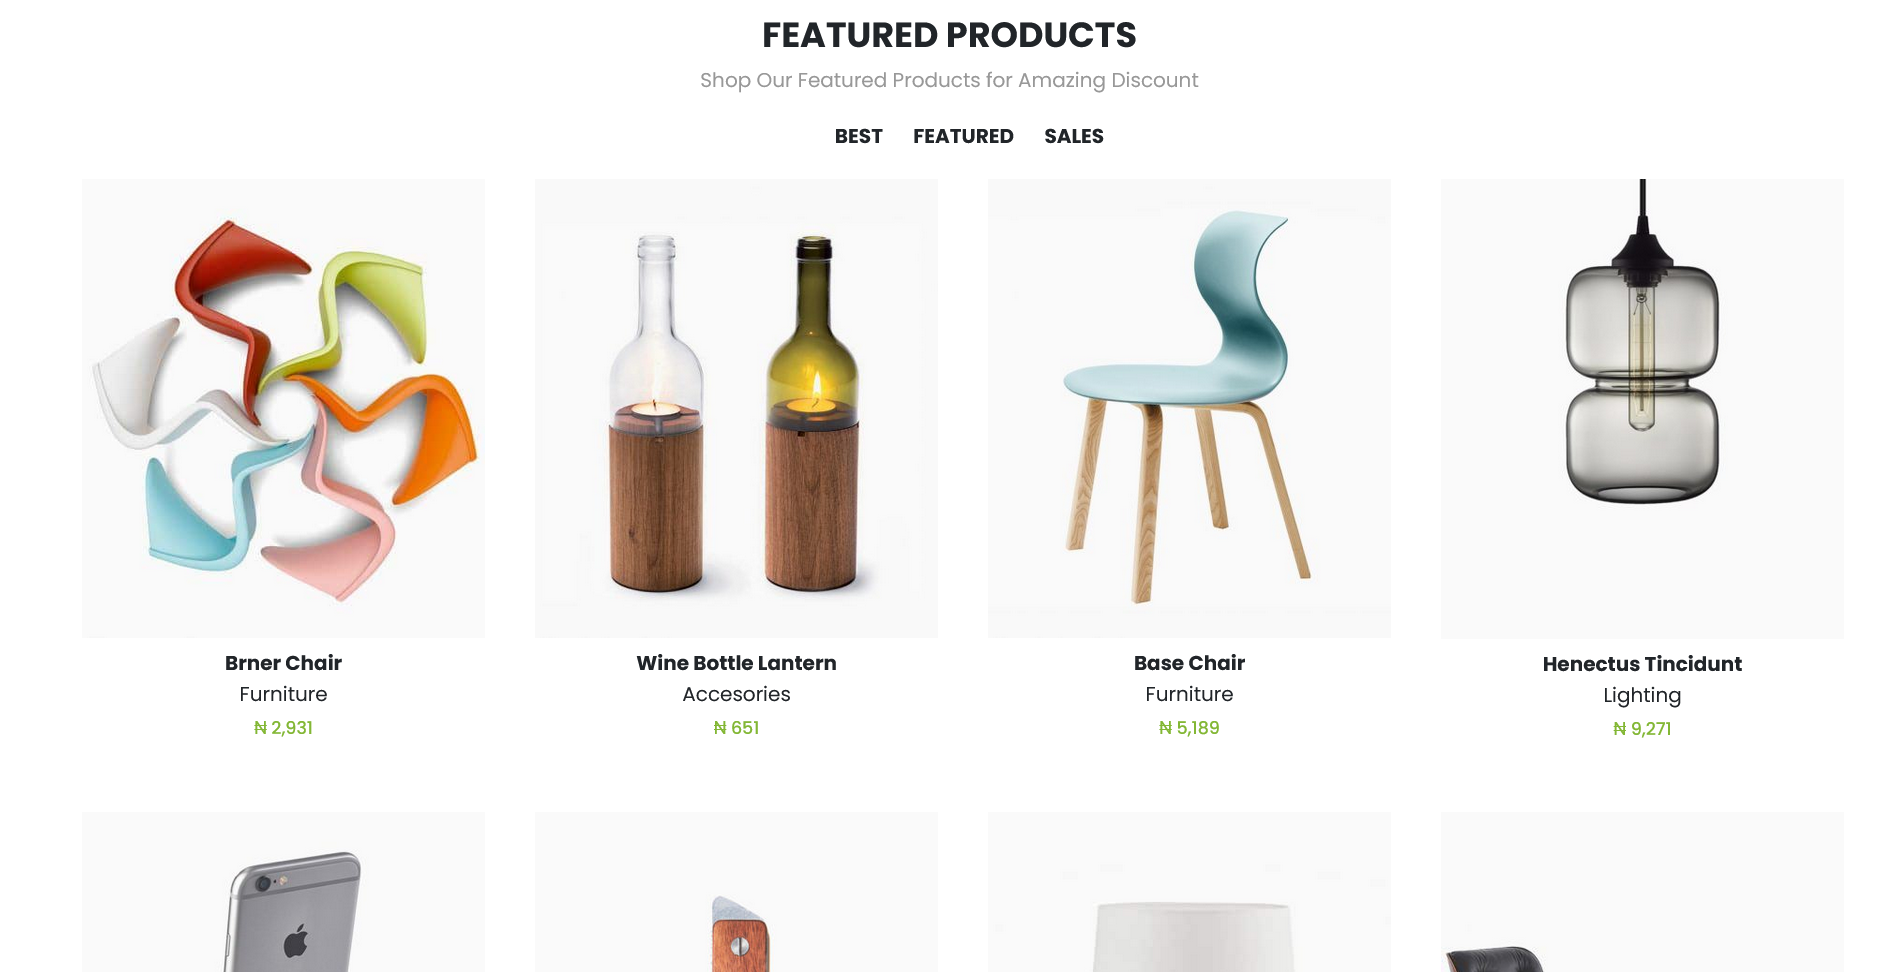 FEATURED PRODUCTS
Shop Our Featured Products for Amazing Discount
BEST FEATURED SALES
Brner Chair
Furniture
₦ 2,931
Wine Bottle Lantern
Accesories
₦ 651
Base Chair
Furniture
₦ 5,189
Henectus Tincidunt
Lighting
₦ 9,271